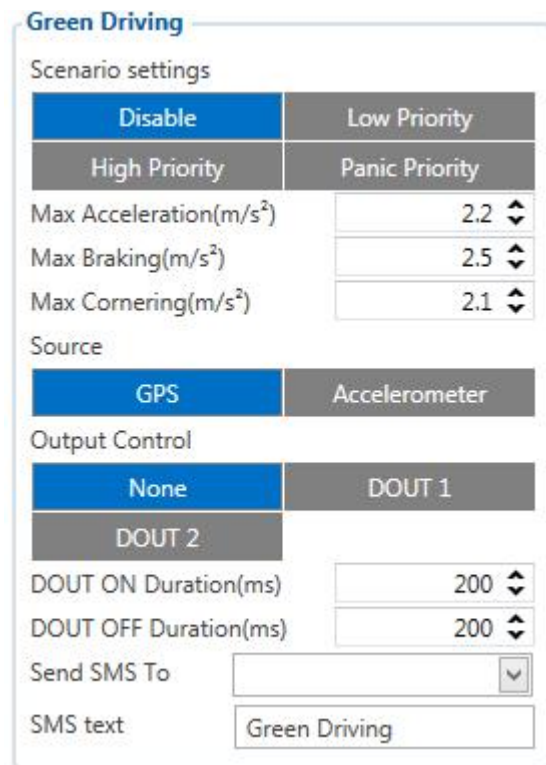 Green Driving
Scenario settings
Disable Low Priority
High Priority Panic Priority
Max Acceleration(m/s²) 2.2
Max Braking(m/s²) 2.5
Max Cornering(m/s²) 2.1
Source
GPS Accelerometer
Output Control
None DOUT 1
DOUT 2
DOUT ON Duration(ms) 200
DOUT OFF Duration(ms) 200
Send SMS To
SMS text Green Driving